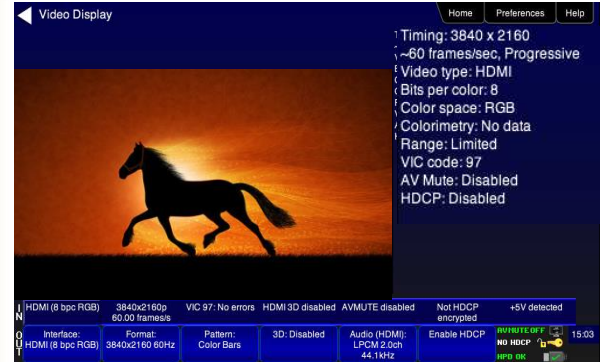 Video Display
Home
Preferences
Help
Timing: 3840 x 2160
~60 frames/sec, Progressive
Video type: HDMI
Bits per color: 8
Color space: RGB
Colorimetry: No data
Range: Limited
VIC code: 97
AV Mute: Disabled
HDCP: Disabled
IN
HDMI (8 bpc RGB)
3840x2160p
60.00 frames/s
VIC 97: No errors
HDMI 3D disabled
AVMUTE disabled
Not HDCP
encrypted
+5V detected
OUT
Interface:
HDMI (8 bpc RGB)
Format:
3840x2160 60Hz
Pattern:
Color Bars
3D: Disabled
Audio (HDMI):
LPCM 2.0ch
44.1kHz
Enable HDCP
AVMUTE OFF
NO HDCP
HPD OK
15:03